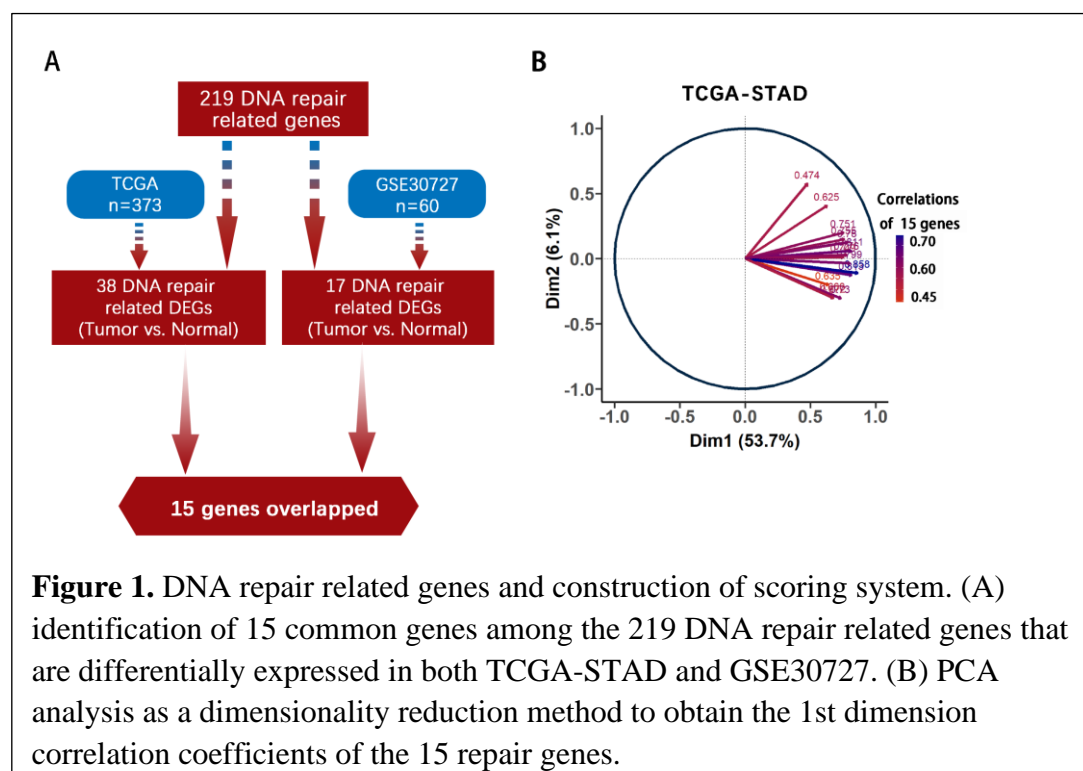 A
219 DNA repair
related genes
TCGA
n=373
GSE30727
n=60
38 DNA repair
related DEGs
(Tumor vs. Normal)
17 DNA repair
related DEGs
(Tumor vs. Normal)
15 genes overlapped
B
TCGA-STAD
1.0
0.5
0.0
-0.5
-1.0
Dim2 (6.1%)
0.474
0.625
0.751
0.858
0.635
-1.0
-0.5
0.0
0.5
1.0
Dim1 (53.7%)
Correlations
of 15 genes
0.70
0.60
0.45
Figure 1. DNA repair related genes and construction of scoring system. (A)
identification of 15 common genes among the 219 DNA repair related genes that
are differentially expressed in both TCGA-STAD and GSE30727. (B) PCA
analysis as a dimensionality reduction method to obtain the 1st dimension
correlation coefficients of the 15 repair genes.